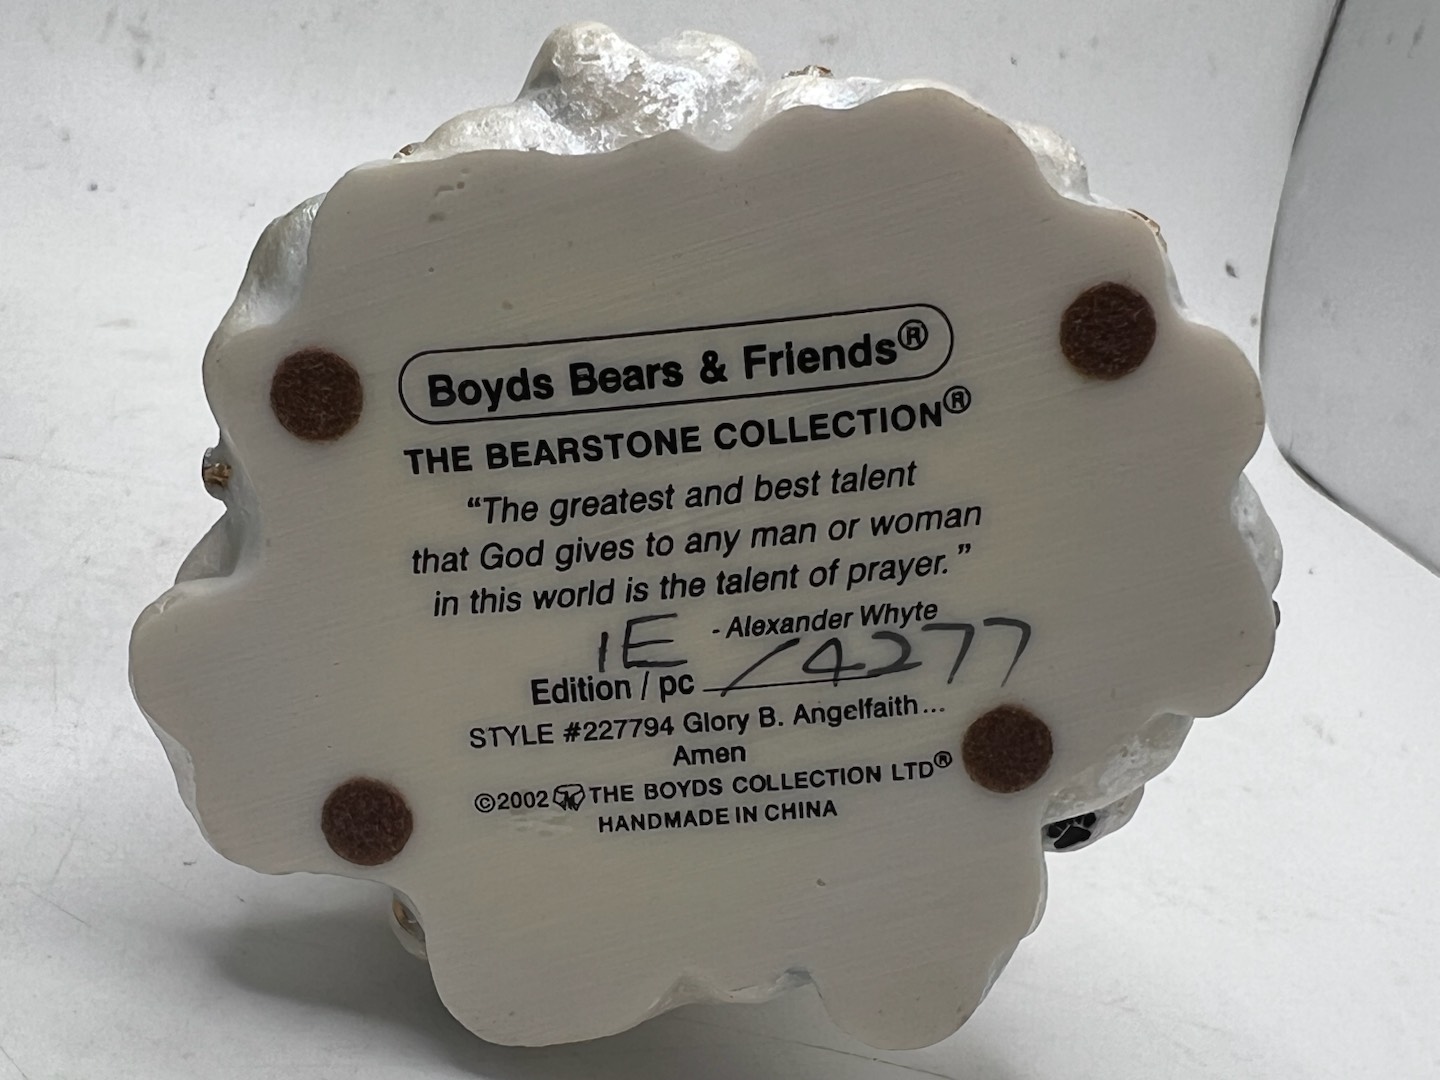 Boyds Bears & Friends®
THE BEARSTONE COLLECTION®
“The greatest and best talent
that God gives to any man or woman
in this world is the talent of prayer.”
- Alexander Whyte
1E /4277
Edition / pc
STYLE #227794 Glory B. Angelfaith...
Amen
©2002 THE BOYDS COLLECTION LTD®
HANDMADE IN CHINA